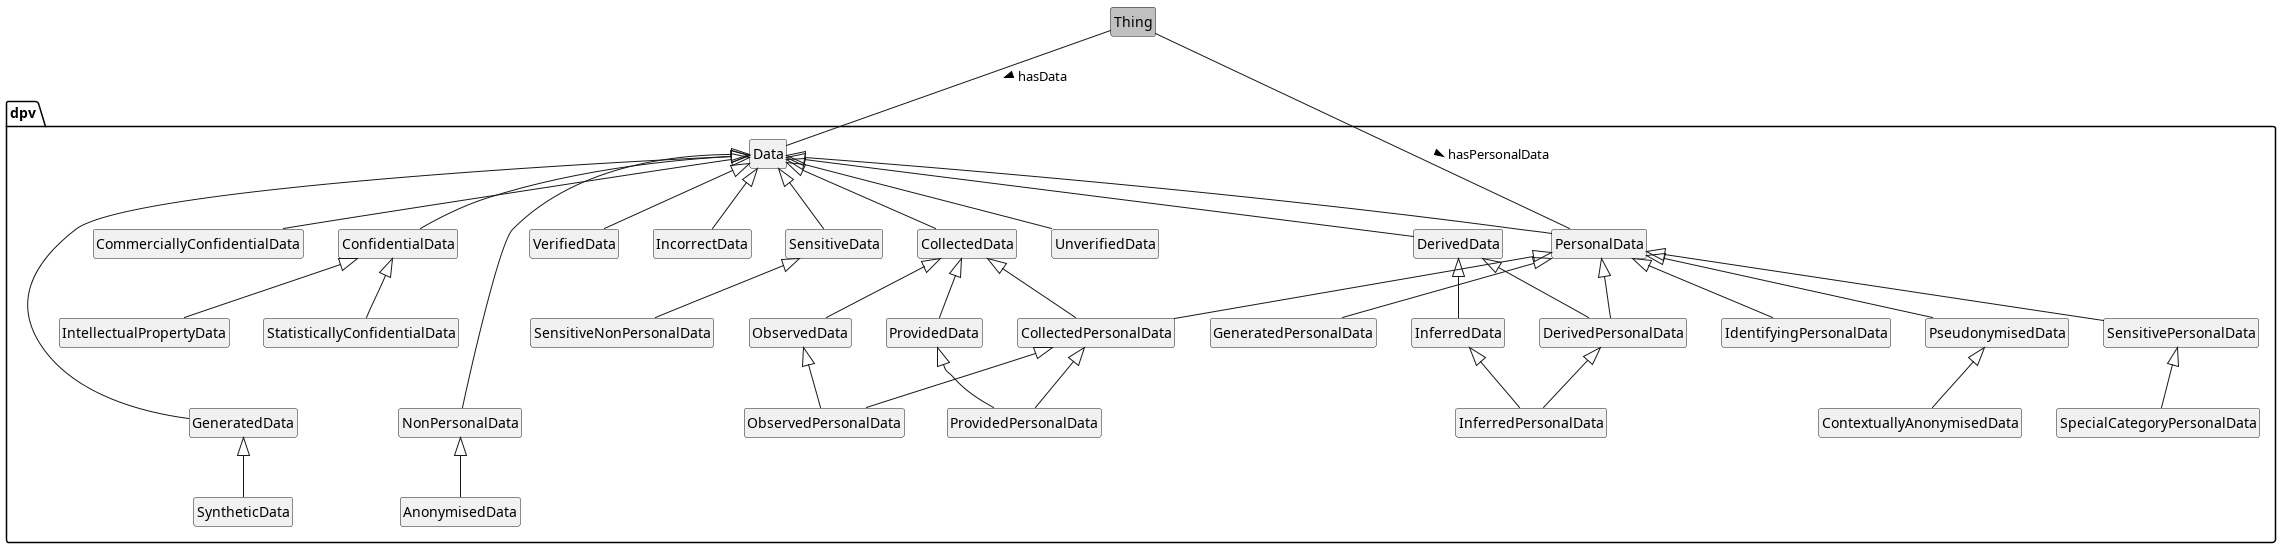 Thing
hasData
dpv
Data
hasPersonalData
CommerciallyConfidentialData
ConfidentialData
VerifiedData
IncorrectData
SensitiveData
CollectedData
UnverifiedData
DerivedData
PersonalData
IntellectualPropertyData
StatisticallyConfidentialData
SensitiveNonPersonalData
ObservedData
ProvidedData
CollectedPersonalData
GeneratedPersonalData
InferredData
DerivedPersonalData
IdentifyingPersonalData
PseudonymisedData
SensitivePersonalData
GeneratedData
NonPersonalData
ObservedPersonalData
ProvidedPersonalData
InferredPersonalData
ContextuallyAnonymisedData
SpecialCategoryPersonalData
SyntheticData
AnonymisedData